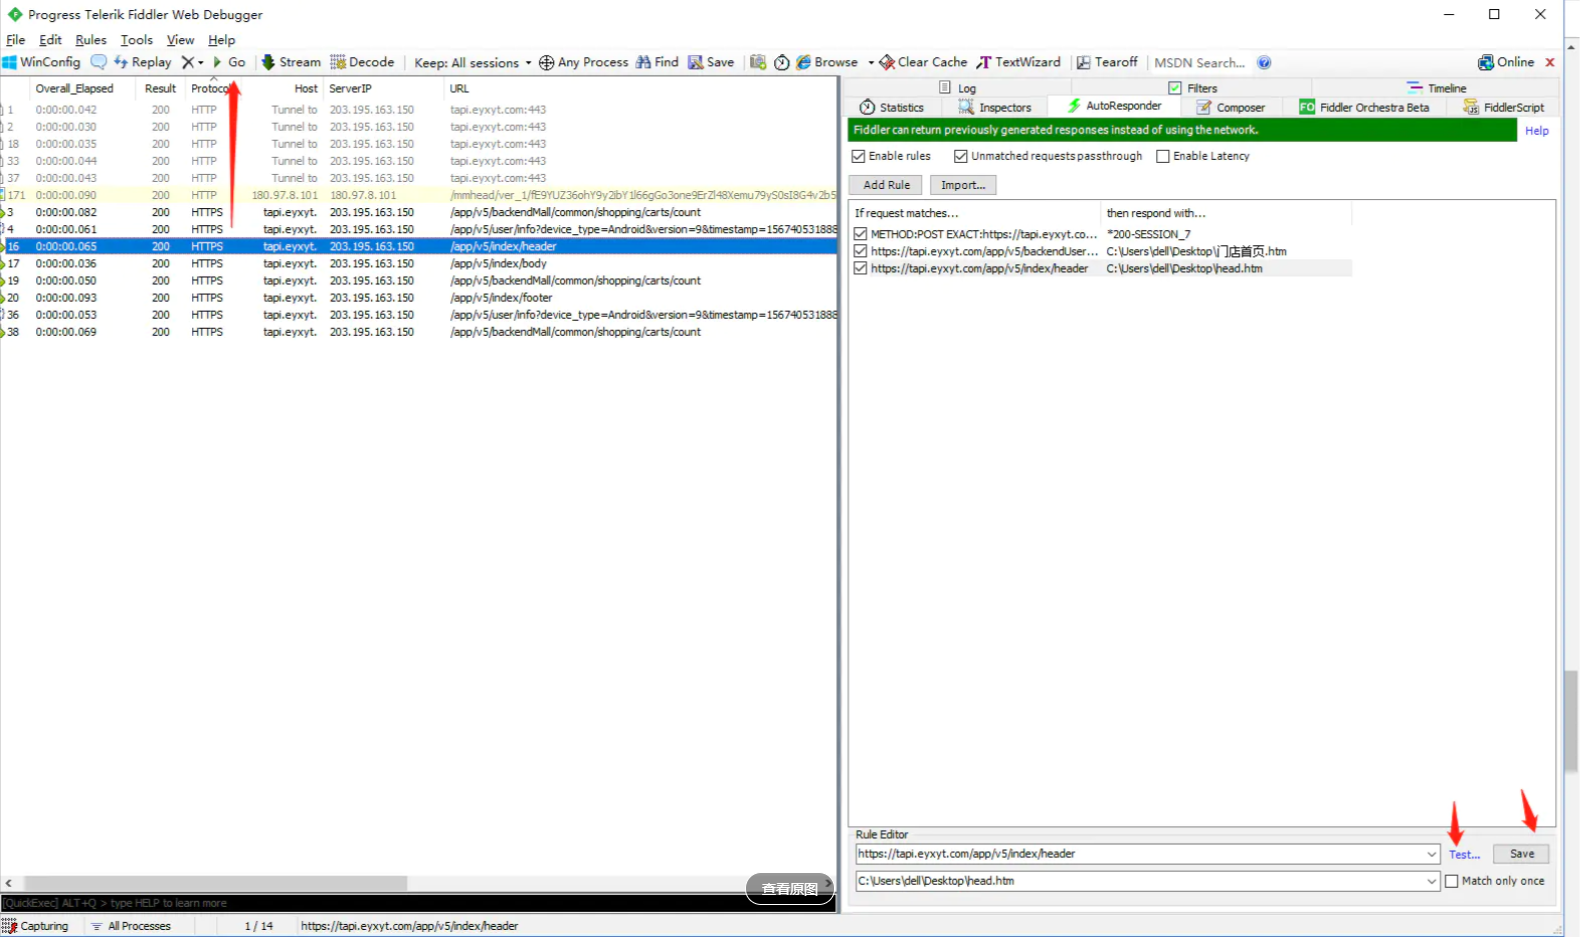 Progress Telerik Fiddler Web Debugger
File Edit Rules Tools View Help
WinConfig Replay Go Stream Decode Keep: All sessions Any Process Find Save Browse Clear Cache TextWizard Tearoff MSDN Search... Online
Overall_Elapsed Result Protoco Host ServerIP URL
1 0:00:00.042 200 HTTP Tunnel to 203.195.163.150 tapi.eyxyt.com:443
2 0:00:00.030 200 HTTP Tunnel to 203.195.163.150 tapi.eyxyt.com:443
18 0:00:00.035 200 HTTP Tunnel to 203.195.163.150 tapi.eyxyt.com:443
33 0:00:00.044 200 HTTP Tunnel to 203.195.163.150 tapi.eyxyt.com:443
37 0:00:00.043 200 HTTP Tunnel to 203.195.163.150 tapi.eyxyt.com:443
171 0:00:00.090 200 HTTP 180.97.8.101 180.97.8.101
3 0:00:00.082 200 HTTPS tapi.eyxyt. 203.195.163.150 /app/v5/backendMall/common/shopping/carts/count
4 0:00:00.061 200 HTTPS tapi.eyxyt. 203.195.163.150 /app/v5/user/info?device_type=Android&version=9&timestamp=156740531888
16 0:00:00.065 200 HTTPS tapi.eyxyt. 203.195.163.150 /app/v5/index/header
17 0:00:00.036 200 HTTPS tapi.eyxyt. 203.195.163.150 /app/v5/index/body
19 0:00:00.050 200 HTTPS tapi.eyxyt. 203.195.163.150 /app/v5/backendMall/common/shopping/carts/count
20 0:00:00.093 200 HTTPS tapi.eyxyt. 203.195.163.150 /app/v5/index/footer
36 0:00:00.053 200 HTTPS tapi.eyxyt. 203.195.163.150 /app/v5/user/info?device_type=Android&version=9&timestamp=156740531888
38 0:00:00.069 200 HTTPS tapi.eyxyt. 203.195.163.150 /app/v5/backendMall/common/shopping/carts/count
查看原图
[QuickExec] ALT+Q > type HELP to learn more
Log Filters Timeline
Statistics Inspectors AutoResponder Composer FO Fiddler Orchestra Beta FiddlerScript
Fiddler can return previously generated responses instead of using the network.
Help
Enable rules Unmatched requests passthrough Enable Latency
Add Rule Import...
If request matches... then respond with...
METHOD:POST EXACT:https://tapi.eyxyt.co... *200-SESSION_7
https://tapi.eyxyt.com/app/v5/backendUser... C:\Users\dell\Desktop\门店首页.htm
https://tapi.eyxyt.com/app/v5/index/header C:\Users\dell\Desktop\head.htm
Rule Editor
https://tapi.eyxyt.com/app/v5/index/header Test... Save
C:\Users\dell\Desktop\head.htm Match only once
Capturing All Processes 1 / 14 https://tapi.eyxyt.com/app/v5/index/header